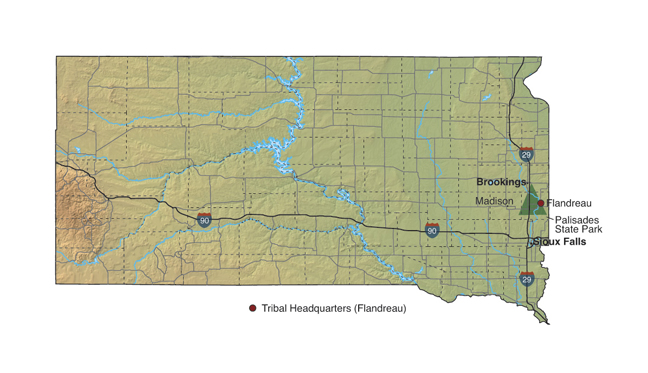 29
Brookings
Madison
Flandreau
Palisades
State Park
90
90
Sioux Falls
29
Tribal Headquarters (Flandreau)